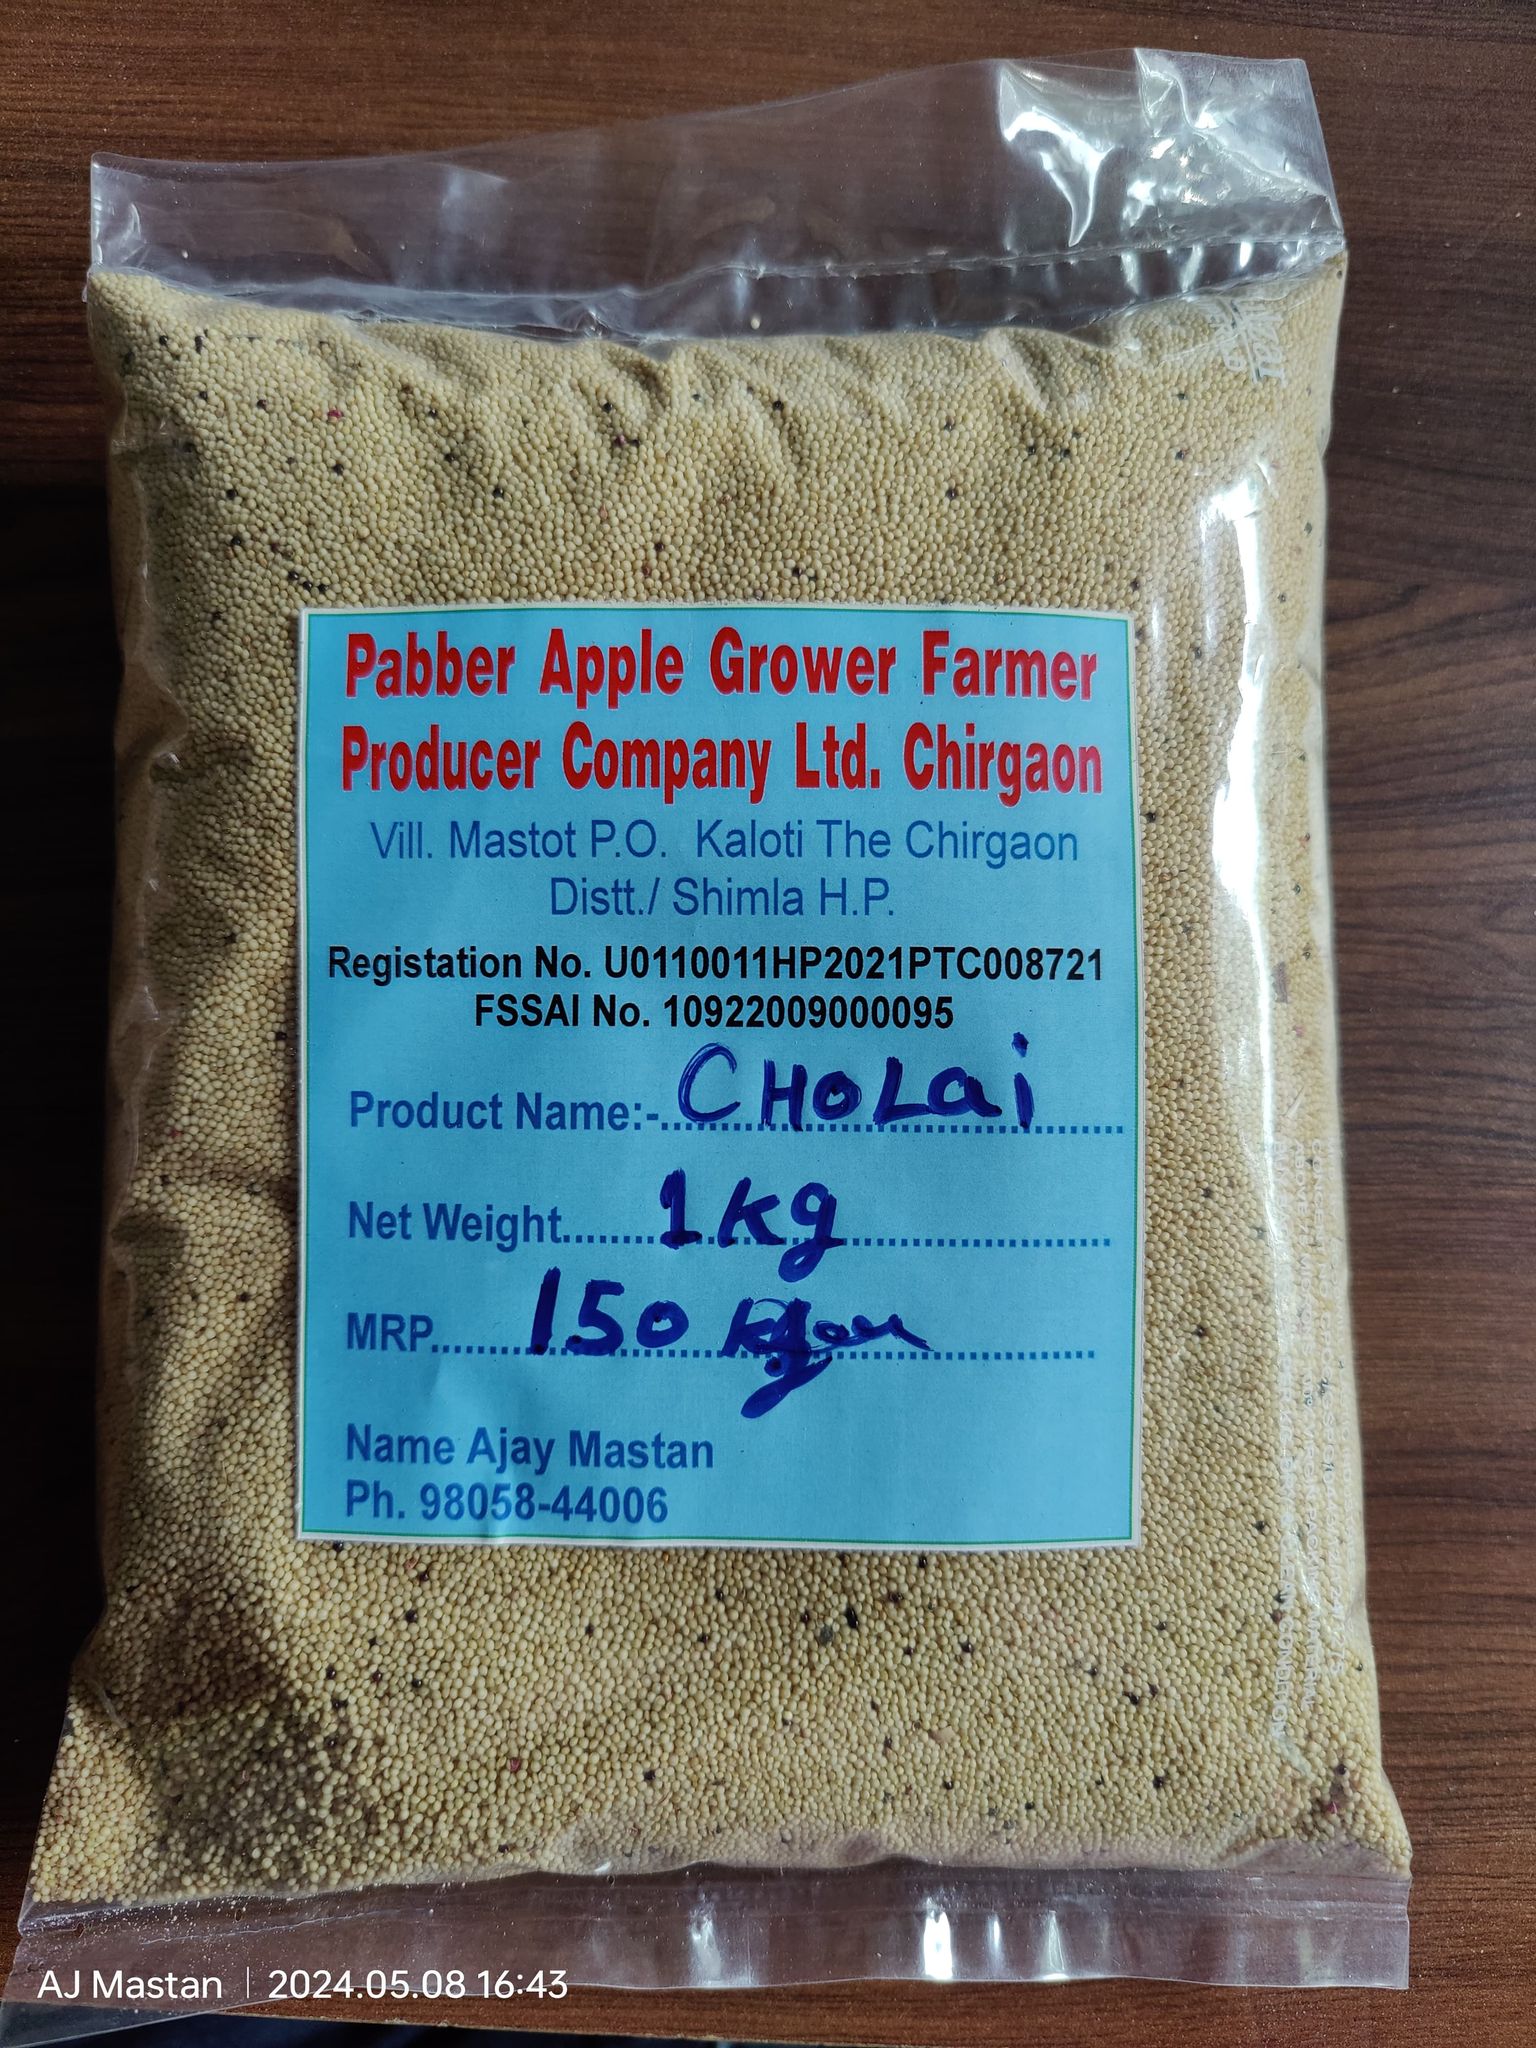 Pabber Apple Grower Farmer
Producer Company Ltd. Chirgaon
Vill. Mastot P.O. Kaloti The Chirgaon
Distt./ Shimla H.P.
Registation No. U0110011HP2021PTC008721
FSSAI No. 10922009000095
Product Name:- CHOLai
Net Weight 1kg
MRP 150
Name Ajay Mastan
Ph. 98058-44006
AJ Mastan | 2024.05.08 16:43